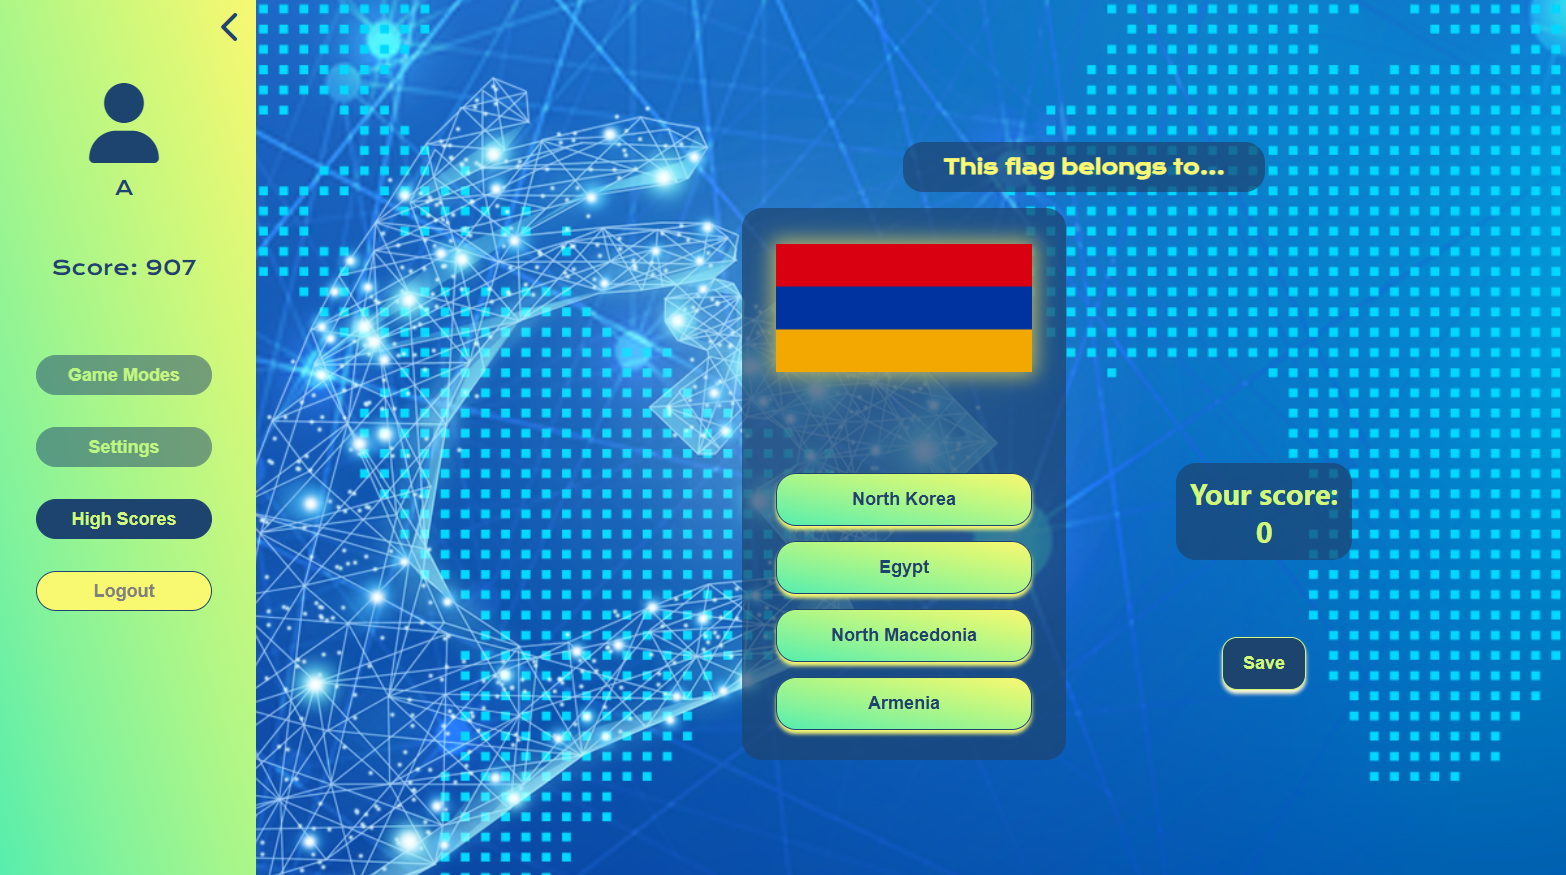 A
Score: 907
Game Modes
Settings
High Scores
Logout
This flag belongs to...
North Korea
Egypt
North Macedonia
Armenia
Your score:
0
Save